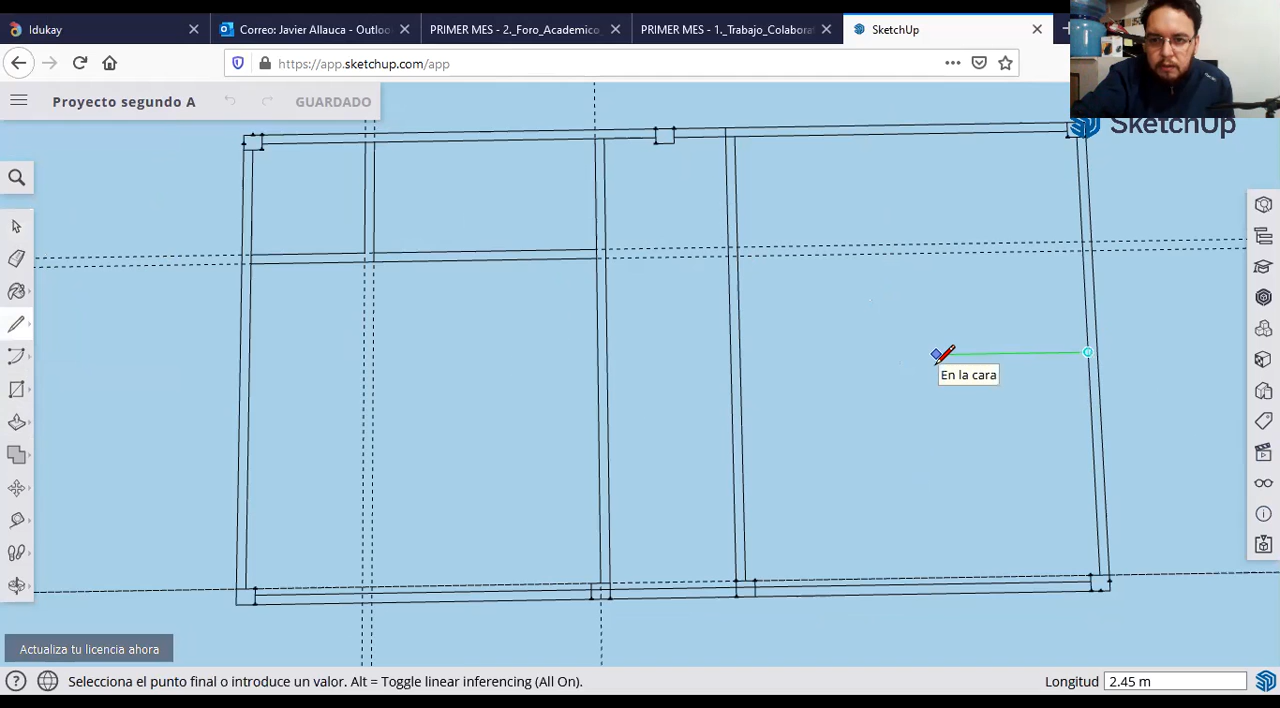 Idukay
Correo: Javier Allauca - Outloo
PRIMER MES - 2._Foro_Academico_
PRIMER MES - 1._Trabajo_Colabora
SketchUp
https://app.sketchup.com/app
Proyecto segundo A
GUARDADO
SketchUp
En la cara
Actualiza tu licencia ahora
Selecciona el punto final o introduce un valor. Alt = Toggle linear inferencing (All On).
Longitud 2.45 m